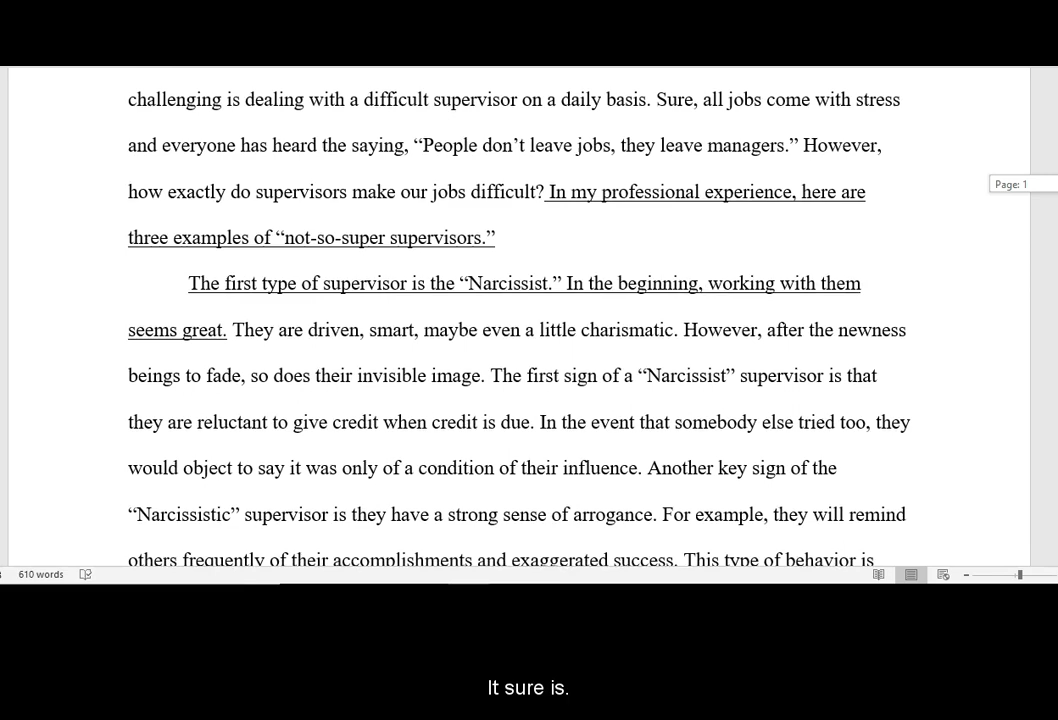 challenging is dealing with a difficult supervisor on a daily basis. Sure, all jobs come with stress
and everyone has heard the saying, “People don’t leave jobs, they leave managers.” However,
how exactly do supervisors make our jobs difficult? In my professional experience, here are
Page: 1
three examples of “not-so-super supervisors.”
The first type of supervisor is the “Narcissist.” In the beginning, working with them
seems great. They are driven, smart, maybe even a little charismatic. However, after the newness
beings to fade, so does their invisible image. The first sign of a “Narcissist” supervisor is that
they are reluctant to give credit when credit is due. In the event that somebody else tried too, they
would object to say it was only of a condition of their influence. Another key sign of the
“Narcissistic” supervisor is they have a strong sense of arrogance. For example, they will remind
others frequently of their accomplishments and exaggerated success. This type of behavior is
610 words
It sure is.